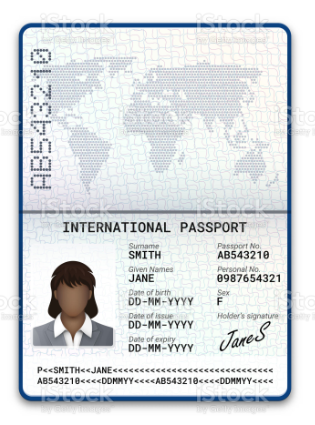 iStock
AB543210
INTERNATIONAL PASSPORT
Surname
SMITH
Passport No.
AB543210
Given Names
JANE
Personal No.
0987654321
Date of birth
DD-MM-YYYY
Sex
F
Date of issue
DD-MM-YYYY
Holder's signature
JaneS
Date of expiry
DD-MM-YYYY
P<<SMITH<<JANE<<<<<<<<<<<<<<<<<<<<<<<<<<<<<
AB543210<<<<DDMMYY<<<<AB543210<<<<DDMMYY<<<<